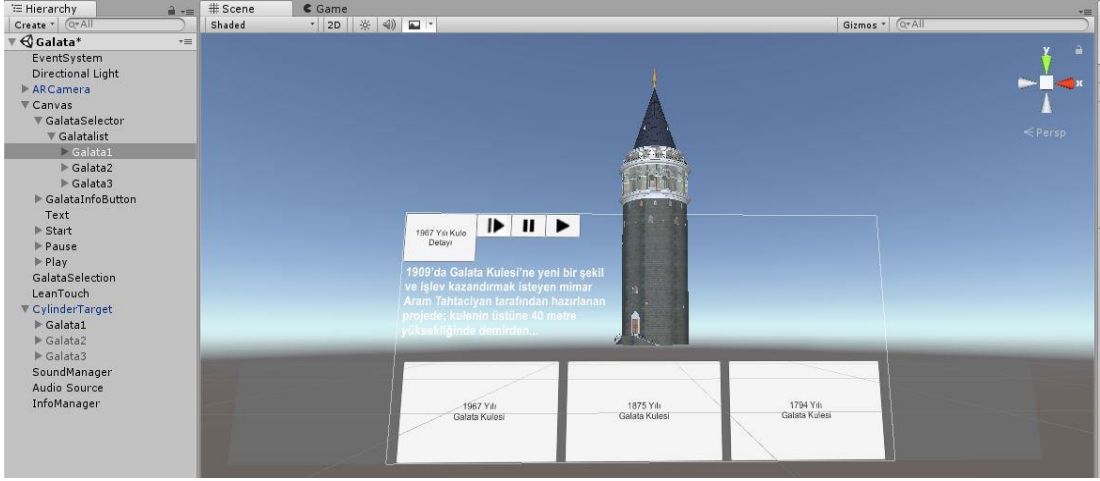 Hierarchy
Create
All
Galata*
EventSystem
Directional Light
ARCamera
Canvas
GalataSelector
Galatalist
Galata1
Galata2
Galata3
GalataInfoButton
Text
Start
Pause
Play
GalataSelection
LeanTouch
CylinderTarget
Galata1
Galata2
Galata3
SoundManager
Audio Source
InfoManager
Scene
Game
Shaded
2D
Gizmos
All
y
x
Persp
1967 Yılı Kule
Detayı
1909'da Galata Kulesi'ne yeni bir şekil
ve işlev kazandırmak isteyen mimar
Aram Tahtaciyan tarafından hazırlanan
projede; kulenin üstüne 40 metre
yüksekliğinde demirden...
1967 Yılı
Galata Kulesi
1875 Yılı
Galata Kulesi
1794 Yılı
Galata Kulesi